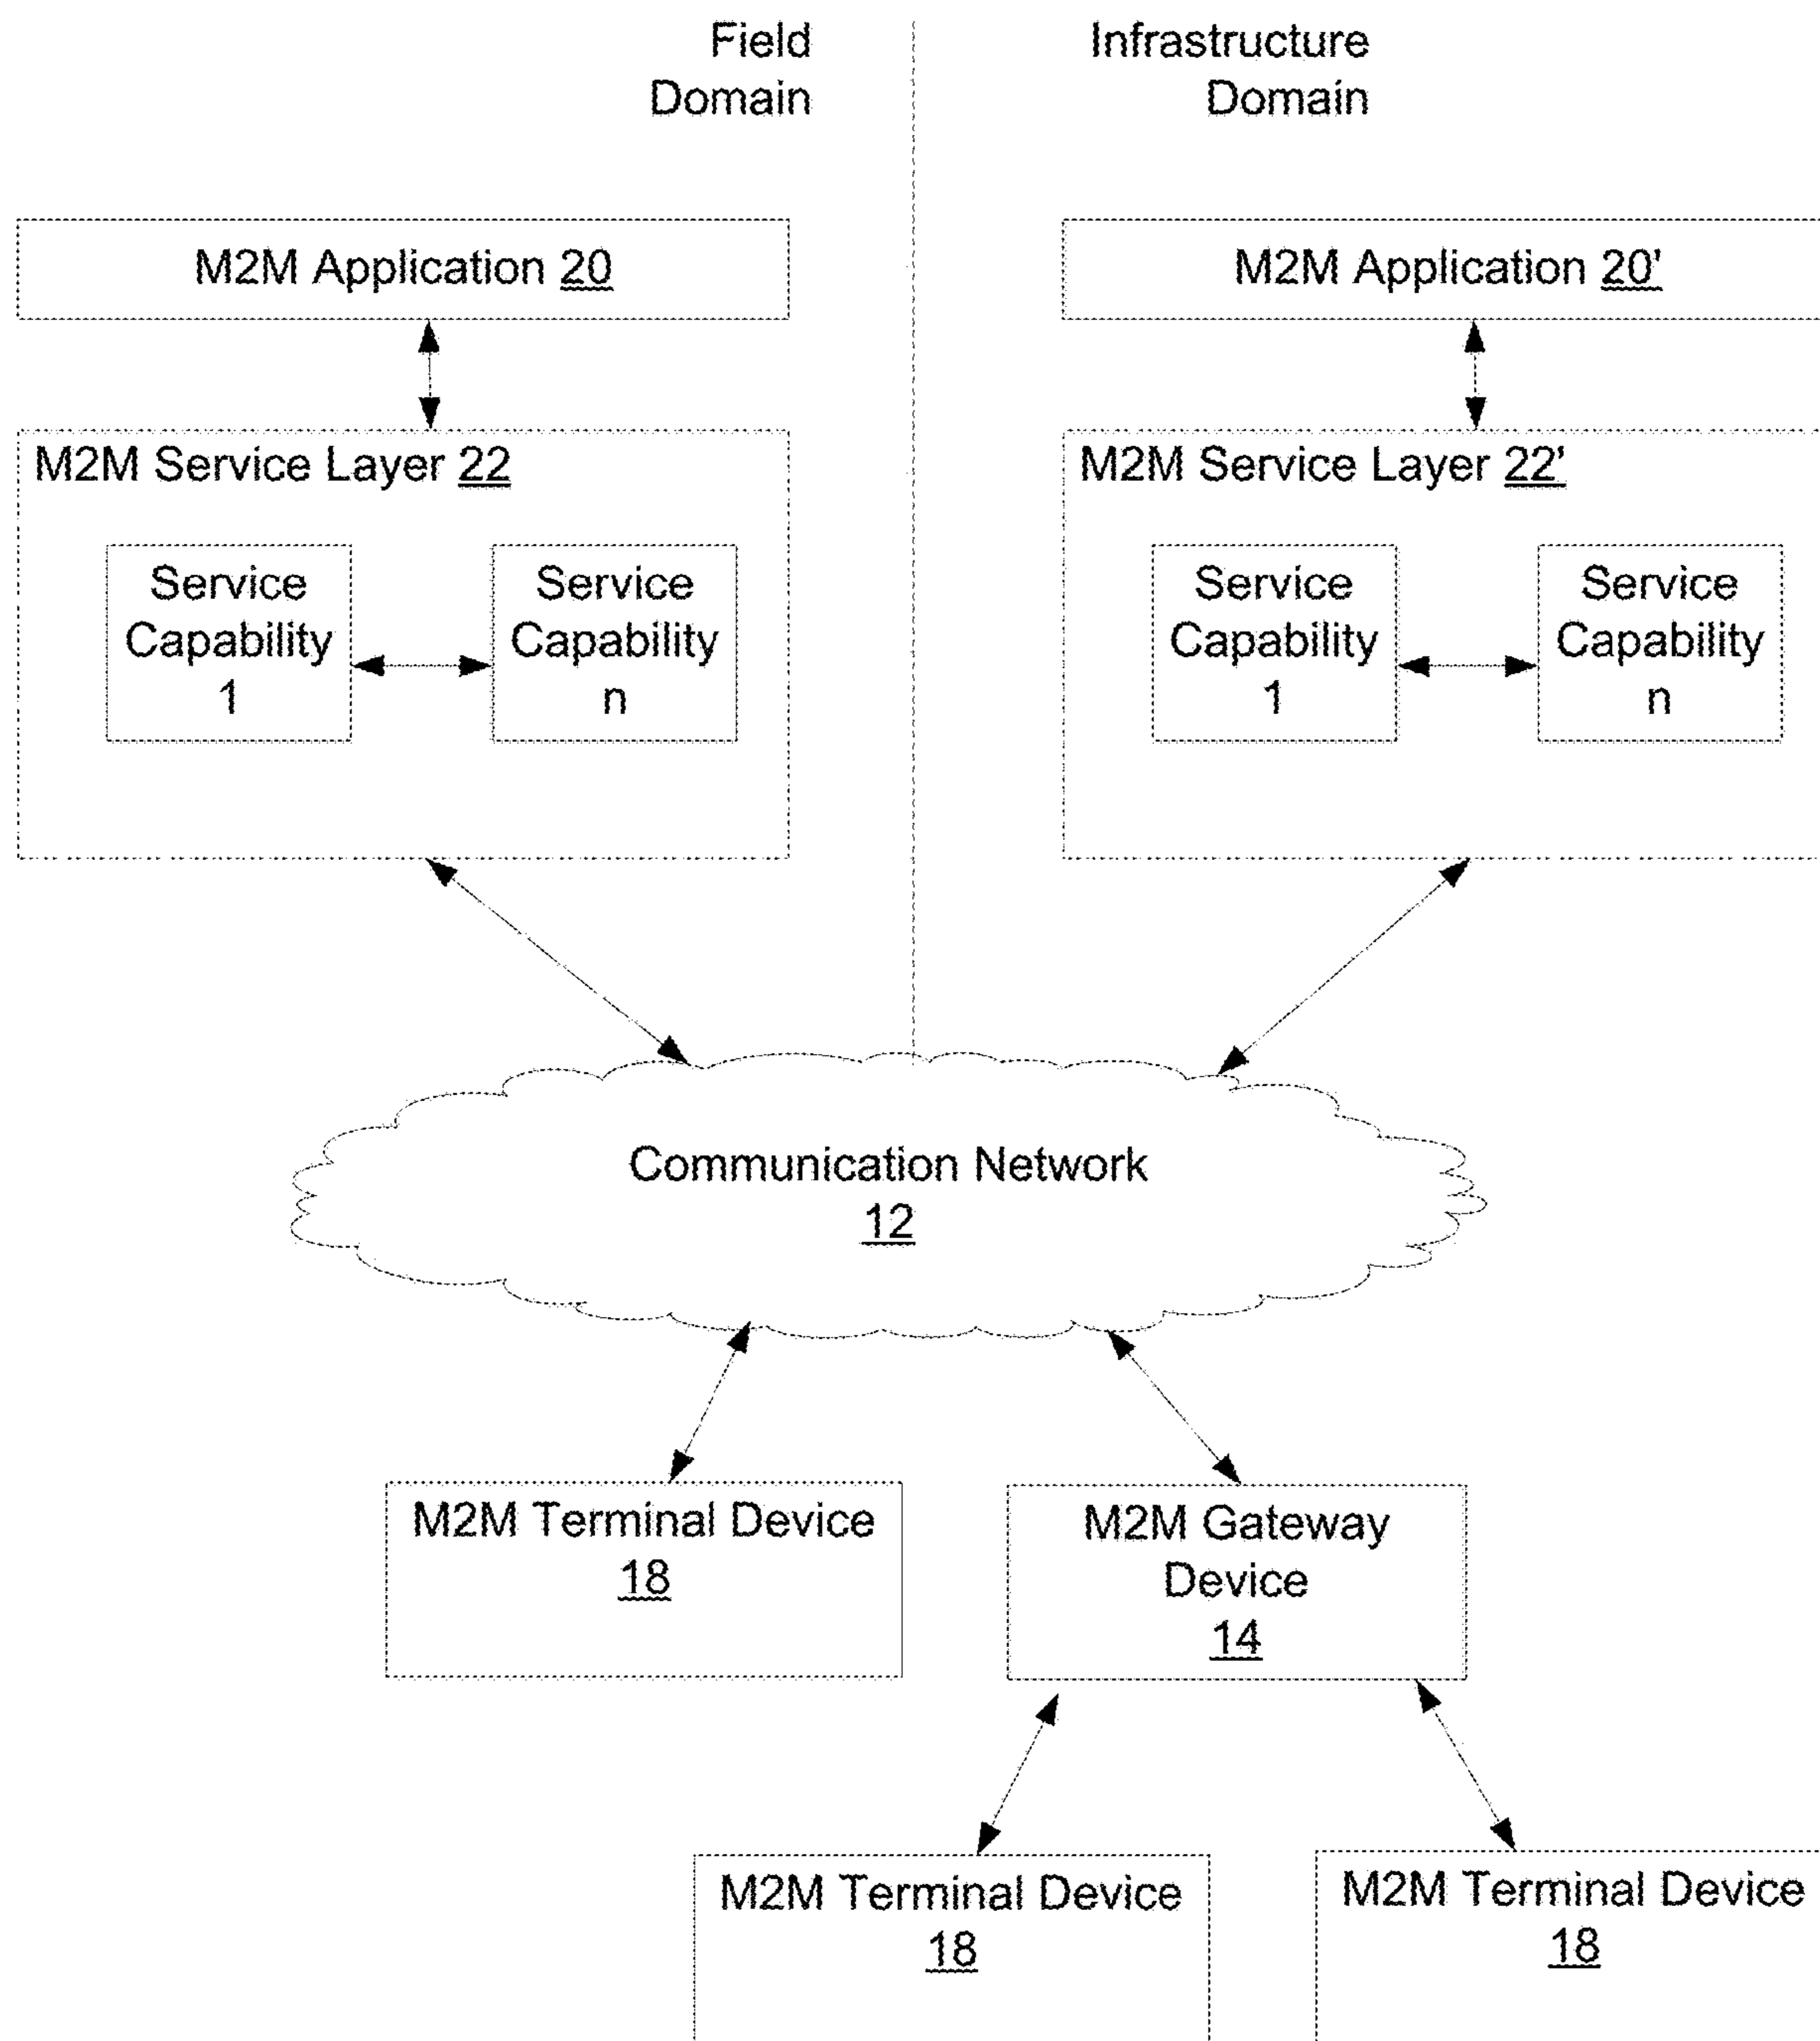 Field
Domain
Infrastructure
Domain
M2M Application 20
M2M Application 20'
M2M Service Layer 22
Service
Capability
1
Service
Capability
n
M2M Service Layer 22'
Service
Capability
1
Service
Capability
n
Communication Network
12
M2M Terminal Device
18
M2M Gateway
Device
14
M2M Terminal Device
18
M2M Terminal Device
18